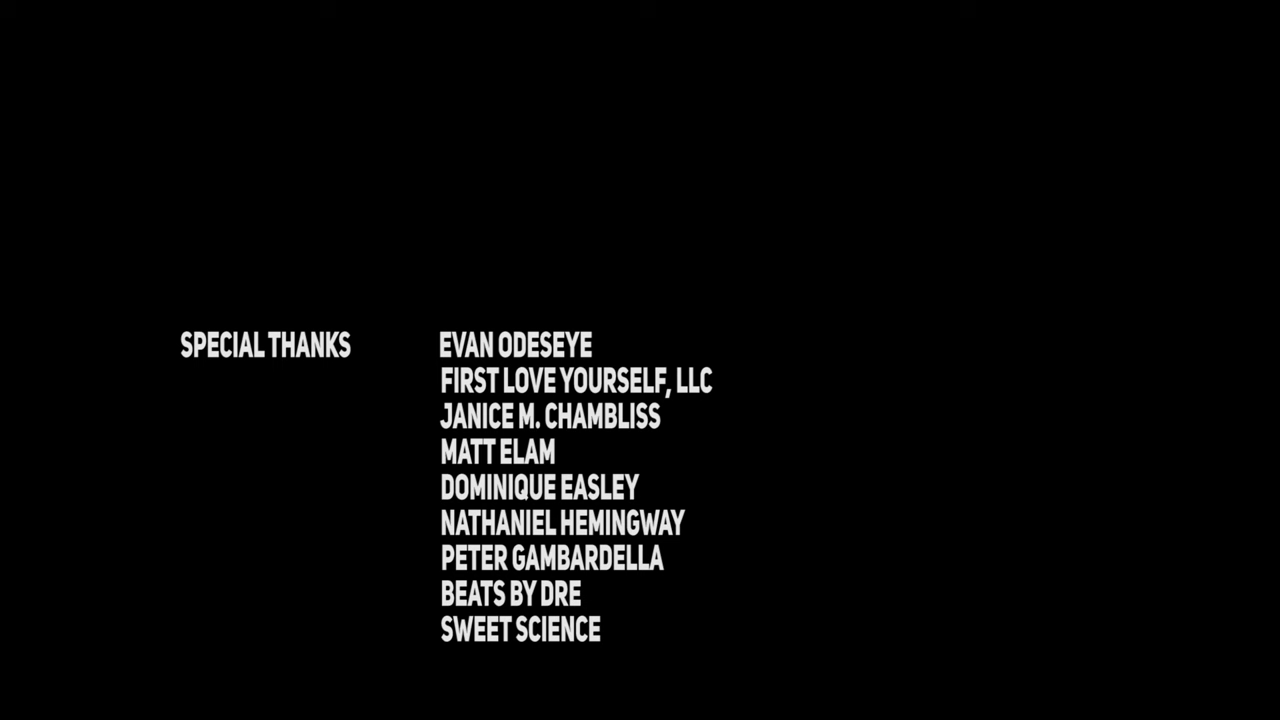 SPECIAL THANKS EVAN ODESEYE
FIRST LOVE YOURSELF, LLC
JANICE M. CHAMBLISS
MATT ELAM
DOMINIQUE EASLEY
NATHANIEL HEMINGWAY
PETER GAMBARDELLA
BEATS BY DRE
SWEET SCIENCE